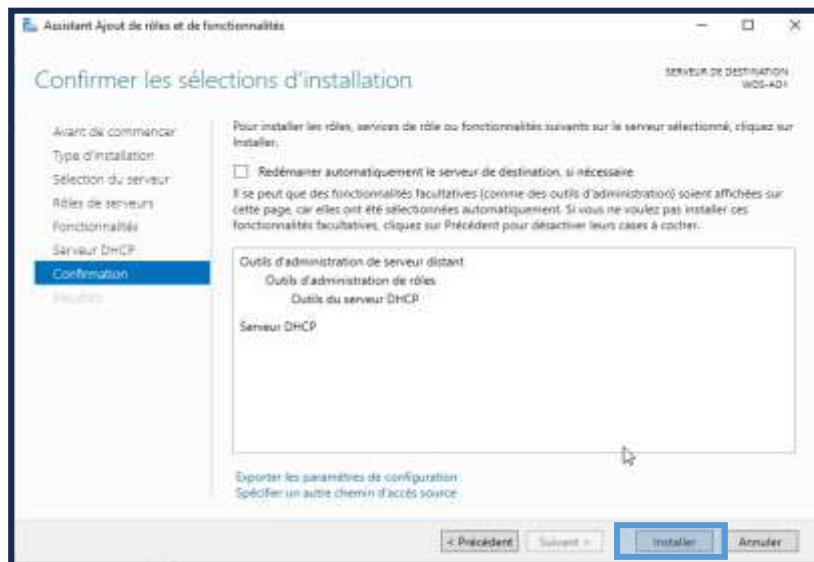 Assistant Ajout de rôles et de fonctionnalités
Confirmer les sélections d'installation
SERVEUR DE DESTINATION
WDS-AD1
Avant de commencer
Type d'installation
Sélection du serveur
Rôles de serveurs
Fonctionnalités
Serveur DHCP
Confirmation
Résultats
Pour installer les rôles, services de rôle ou fonctionnalités suivants sur le serveur sélectionné, cliquez sur
Installer.
Redémarrer automatiquement le serveur de destination, si nécessaire
Il se peut que des fonctionnalités facultatives (comme des outils d'administration) soient affichées sur
cette page, car elles ont été sélectionnées automatiquement. Si vous ne voulez pas installer ces
fonctionnalités facultatives, cliquez sur Précédent pour désactiver leurs cases à cocher.
Outils d'administration de serveur distant
Outils d'administration de rôles
Outils du serveur DHCP
Serveur DHCP
Exporter les paramètres de configuration
Spécifier un autre chemin d'accès source
< Précédent
Suivant >
Installer
Annuler